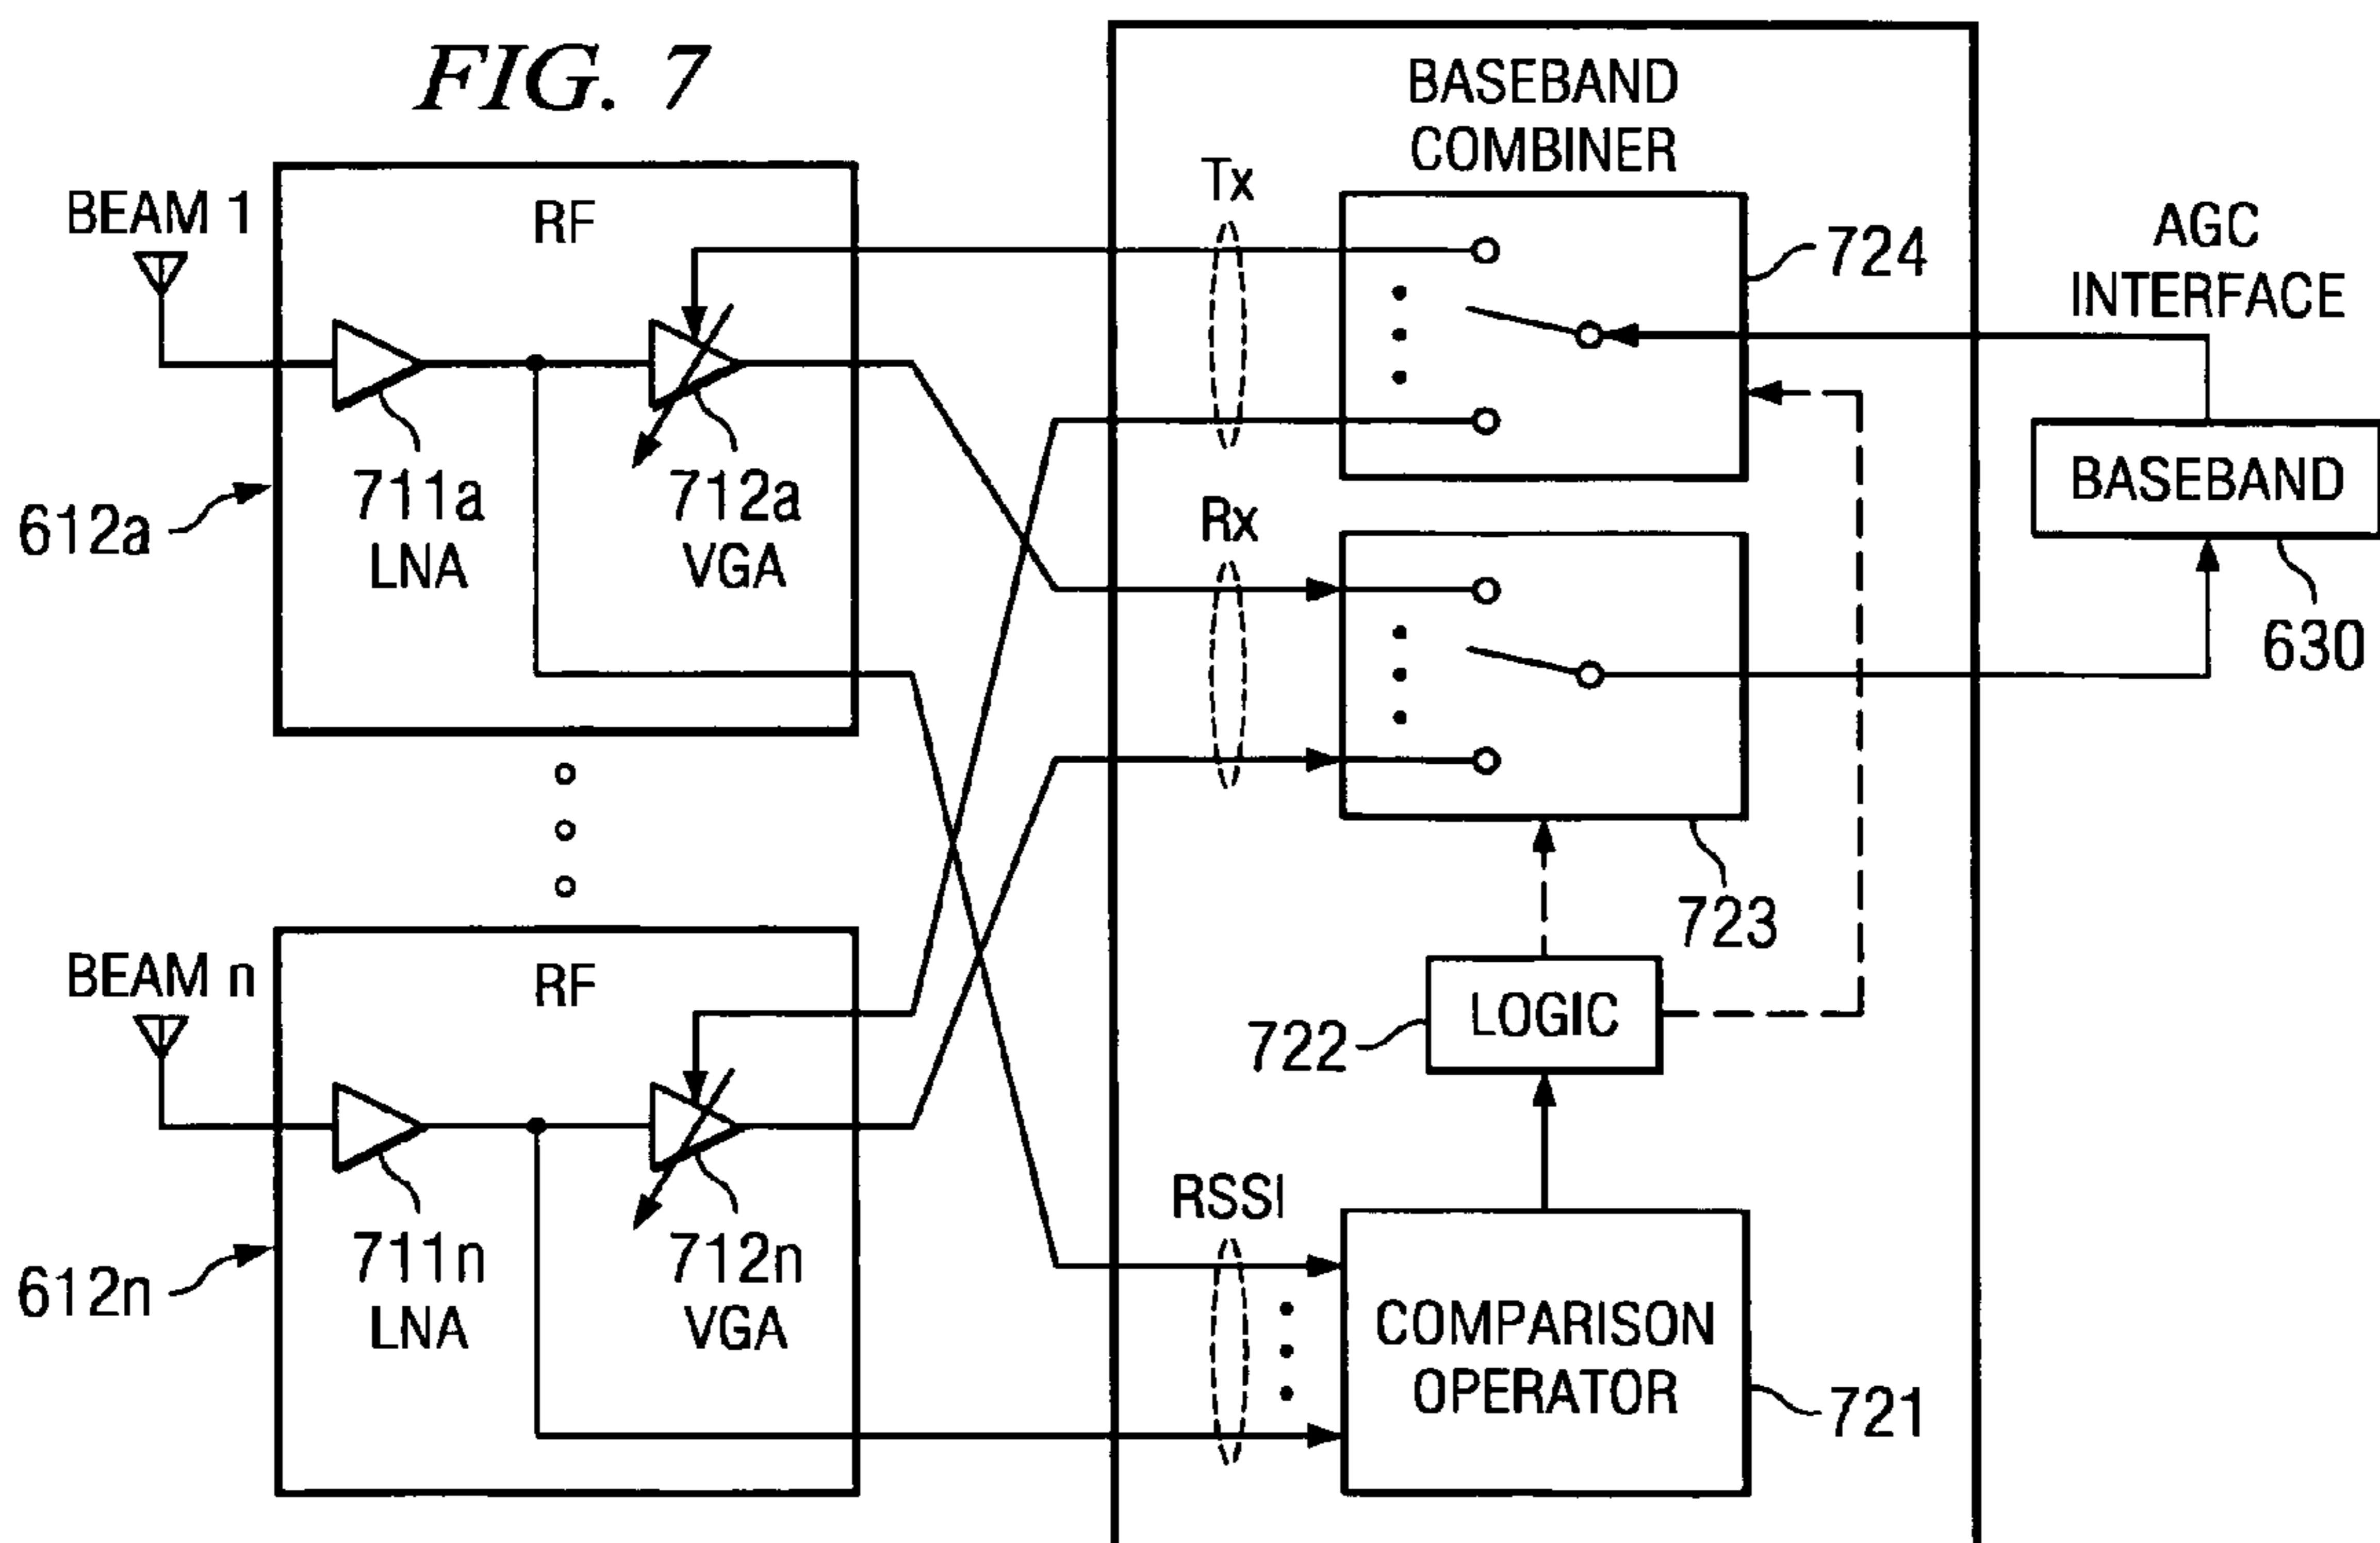 FIG. 7
BASEBAND
COMBINER
BEAM 1
RF
Tx
724
AGC
INTERFACE
711a
LNA
712a
VGA
612a
Rx
BASEBAND
630
723
BEAM n
RF
LOGIC
722
711n
LNA
712n
VGA
612n
RSSI
COMPARISON
OPERATOR
721